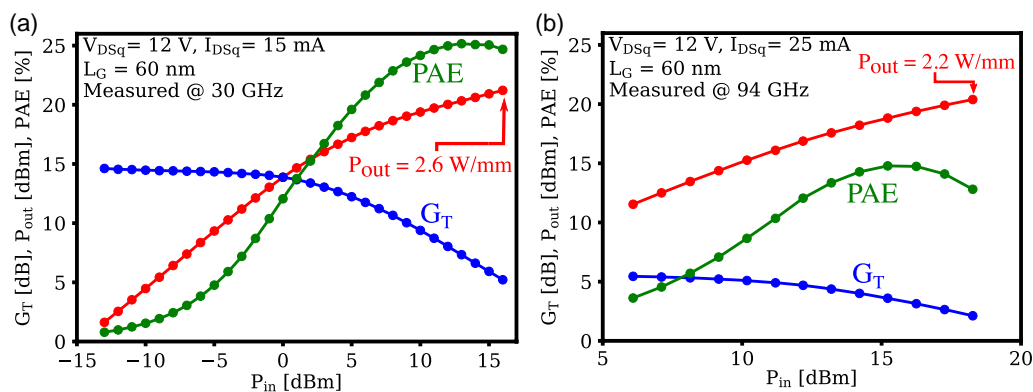 (a)
V_DSq= 12 V, I_DSq= 15 mA
L_G = 60 nm
Measured @ 30 GHz
PAE
P_out = 2.6 W/mm
G_T
G_T [dB], P_out [dBm], PAE [%]
25
20
15
10
5
0
−15
−10
−5
0
5
10
15
P_in [dBm]
(b)
V_DSq= 12 V, I_DSq= 25 mA
L_G = 60 nm
Measured @ 94 GHz
P_out = 2.2 W/mm
PAE
G_T
G_T [dB], P_out [dBm], PAE [%]
25
20
15
10
5
0
5
10
15
20
P_in [dBm]